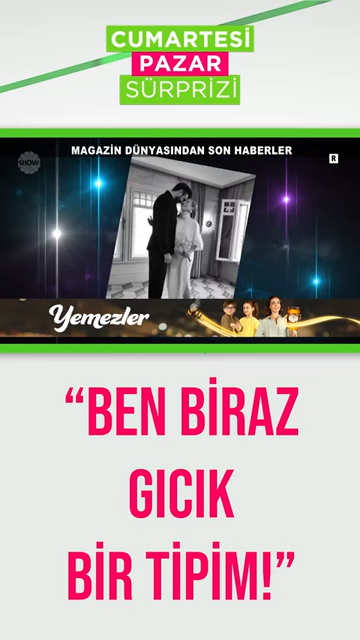 CUMARTESİ
PAZAR
SÜRPRİZİ
SHOW
MAGAZİN DÜNYASINDAN SON HABERLER
R
Yemezler
“BEN BİRAZ
GICIK
BİR TİPİM!”